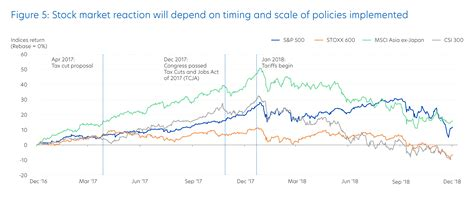 Figure 5: Stock market reaction will depend on timing and scale of policies implemented
Indices return
(Rebase = 0%)
S&P 500
STOXX 600
MSCI Asia ex-Japan
CSI 300
Apr 2017:
Tax cut proposal
Dec 2017:
Congress passed
Tax Cuts and Jobs Act
of 2017 (TCJA)
Jan 2018:
Tariffs begin
60
50
40
30
20
10
0
-10
-20
Dec '16
Mar '17
Jun '17
Sep '17
Dec '17
Mar '18
Jun '18
Sep '18
Dec '18